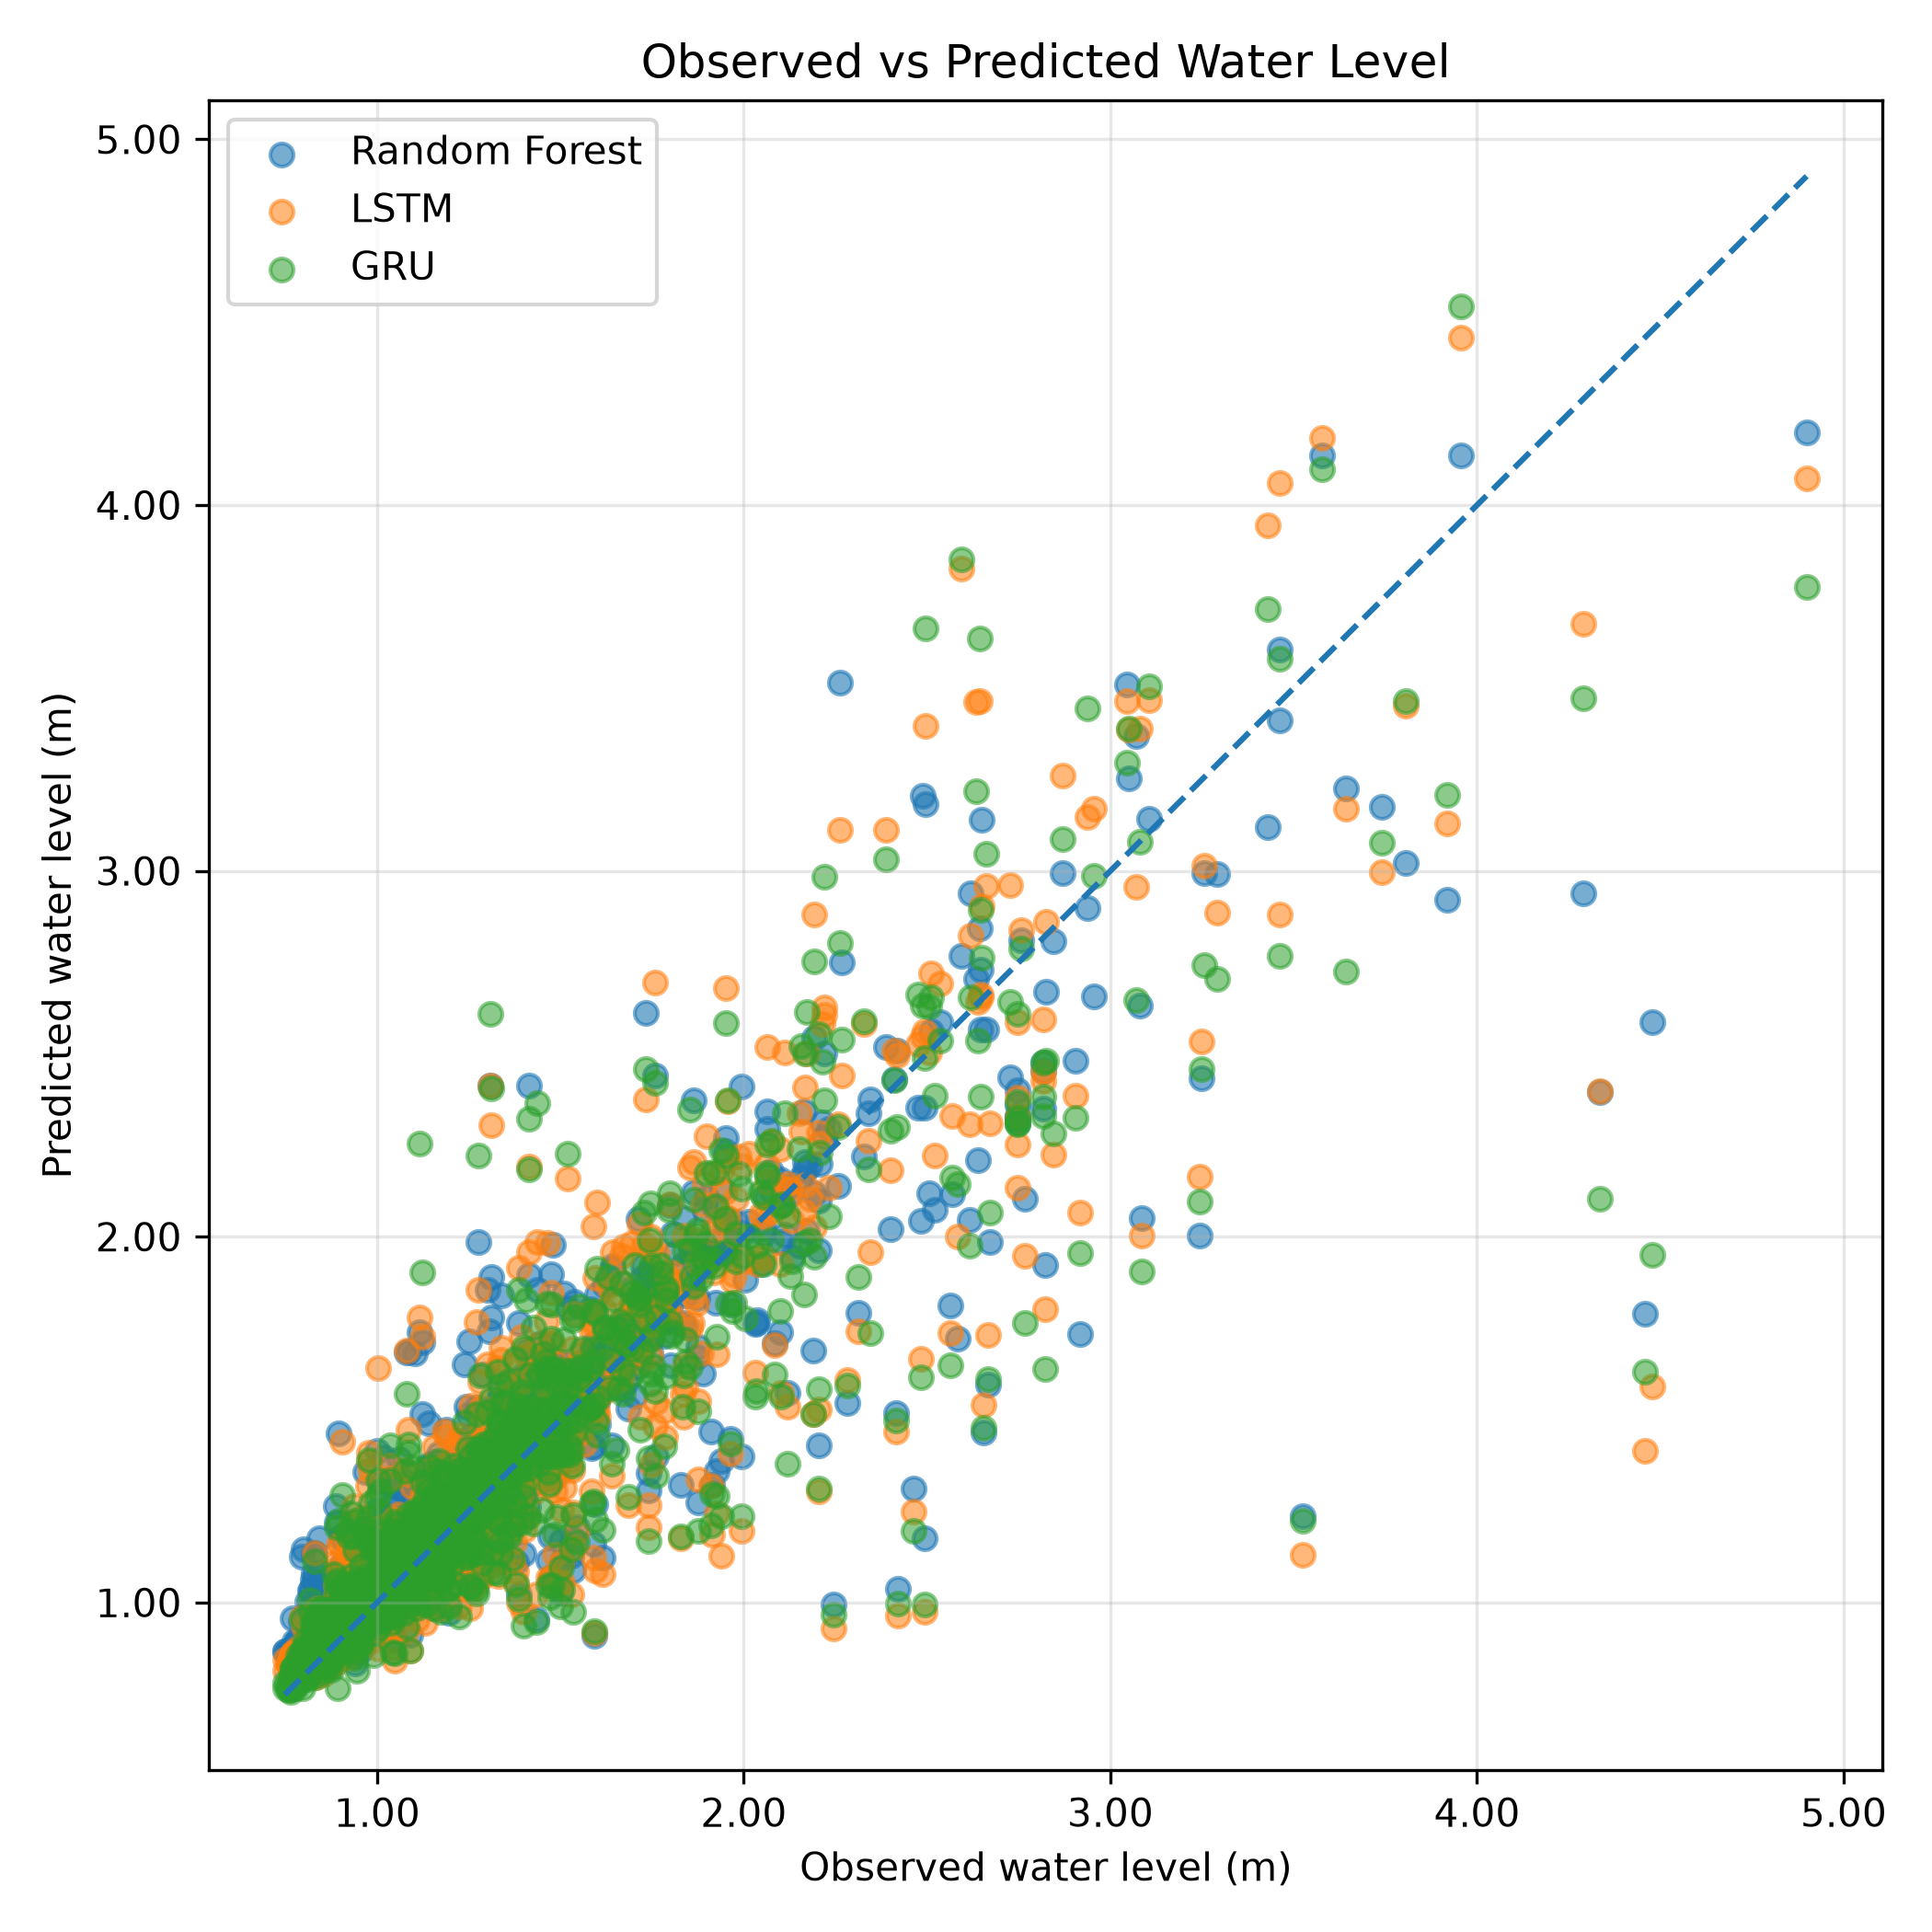 Observed vs Predicted Water Level
Random Forest
LSTM
GRU
Predicted water level (m)
5.00
4.00
3.00
2.00
1.00
1.00 2.00 3.00 4.00 5.00
Observed water level (m)